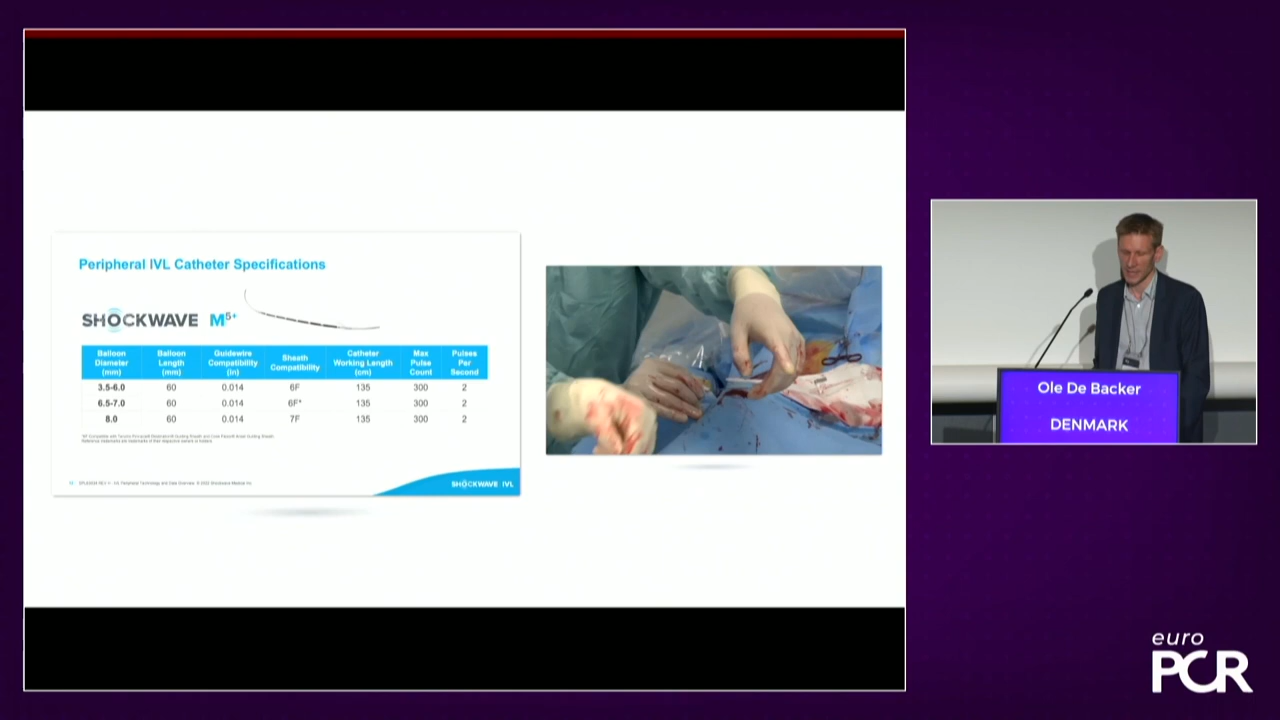 Peripheral IVL Catheter Specifications
SHOCKWAVE M5+
Balloon Diameter (mm) Balloon Length (mm) Guidewire Compatibility (in) Sheath Compatibility Catheter Working Length (cm) Max Pulse Count Pulses Per Second
3.5-6.0 60 0.014 6F 135 300 2
6.5-7.0 60 0.014 6F* 135 300 2
8.0 60 0.014 7F 135 300 2
SHOCKWAVE IVL
Ole De Backer
DENMARK
euro
PCR